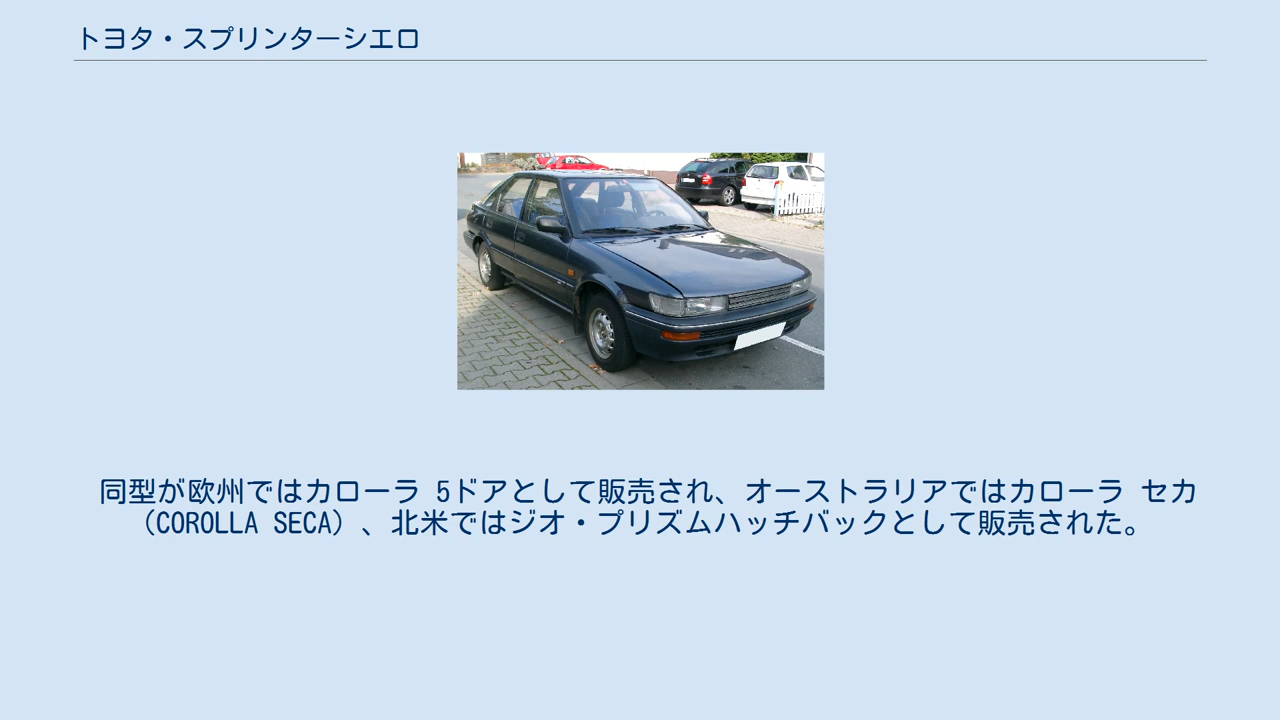 トヨタ・スプリンターシエロ
同型が欧州ではカローラ 5ドアとして販売され、オーストラリアではカローラ セカ
（COROLLA SECA）、北米ではジオ・プリズムハッチバックとして販売された。